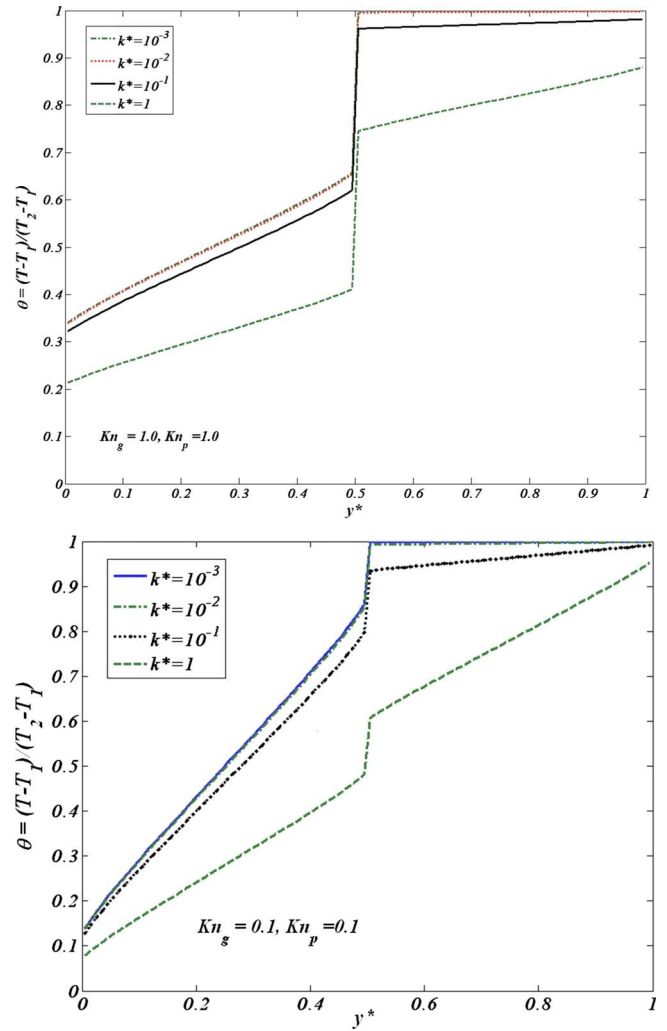 1
0.9
0.8
0.7
0.6
0.5
0.4
0.3
0.2
0.1
0
k*=10⁻³
k*=10⁻²
k*=10⁻¹
k*=1
θ = (T-T₁)/(T₂-T₁)
Kn_g = 1.0, Kn_p =1.0
0 0.1 0.2 0.3 0.4 0.5 0.6 0.7 0.8 0.9 1
y*
1
0.9
0.8
0.7
0.6
0.5
0.4
0.3
0.2
0.1
0
k*=10⁻³
k*=10⁻²
k*=10⁻¹
k*=1
θ = (T-T₁)/(T₂-T₁)
Kn_g = 0.1, Kn_p =0.1
0 0.2 0.4 0.6 0.8 1
y*